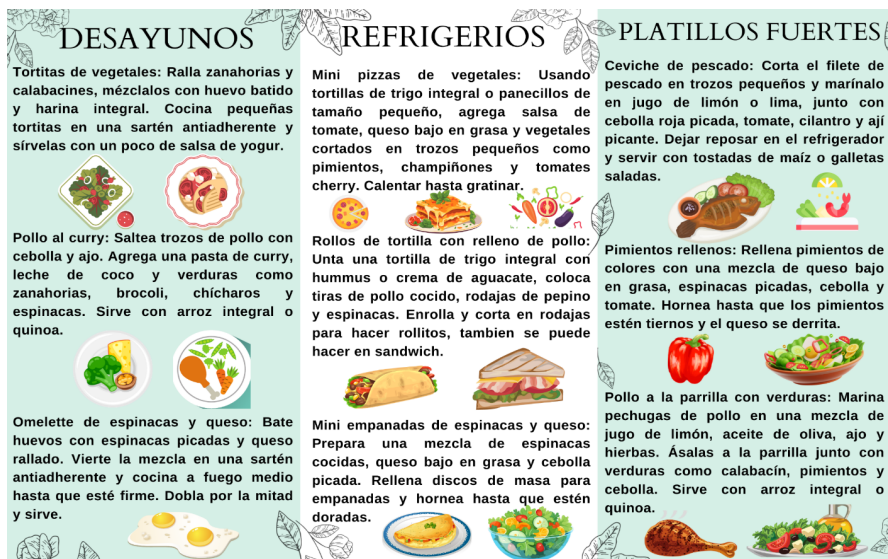 DESAYUNOS
Tortitas de vegetales: Ralla zanahorias y
calabacines, mézclalos con huevo batido
y harina integral. Cocina pequeñas
tortitas en una sartén antiadherente y
sírvelas con un poco de salsa de yogur.
Pollo al curry: Saltea trozos de pollo con
cebolla y ajo. Agrega una pasta de curry,
leche de coco y verduras como
zanahorias, brocoli, chícharos y
espinacas. Sirve con arroz integral o
quinoa.
Omelette de espinacas y queso: Bate
huevos con espinacas picadas y queso
rallado. Vierte la mezcla en una sartén
antiadherente y cocina a fuego medio
hasta que esté firme. Dobla por la mitad
y sirve.
REFRIGERIOS
Mini pizzas de vegetales: Usando
tortillas de trigo integral o panecillos de
tamaño pequeño, agrega salsa de
tomate, queso bajo en grasa y vegetales
cortados en trozos pequeños como
pimientos, champiñones y tomates
cherry. Calentar hasta gratinar.
Rollos de tortilla con relleno de pollo:
Unta una tortilla de trigo integral con
hummus o crema de aguacate, coloca
tiras de pollo cocido, rodajas de pepino
y espinacas. Enrolla y corta en rodajas
para hacer rollitos, tambien se puede
hacer en sandwich.
Mini empanadas de espinacas y queso:
Prepara una mezcla de espinacas
cocidas, queso bajo en grasa y cebolla
picada. Rellena discos de masa para
empanadas y hornea hasta que estén
doradas.
PLATILLOS FUERTES
Ceviche de pescado: Corta el filete de
pescado en trozos pequeños y marínalo
en jugo de limón o lima, junto con
cebolla roja picada, tomate, cilantro y ají
picante. Dejar reposar en el refrigerador
y servir con tostadas de maíz o galletas
saladas.
Pimientos rellenos: Rellena pimientos de
colores con una mezcla de queso bajo
en grasa, espinacas picadas, cebolla y
tomate. Hornea hasta que los pimientos
estén tiernos y el queso se derrita.
Pollo a la parrilla con verduras: Marina
pechugas de pollo en una mezcla de
jugo de limón, aceite de oliva, ajo y
hierbas. Ásalas a la parrilla junto con
verduras como calabacín, pimientos y
cebolla. Sirve con arroz integral o
quinoa.